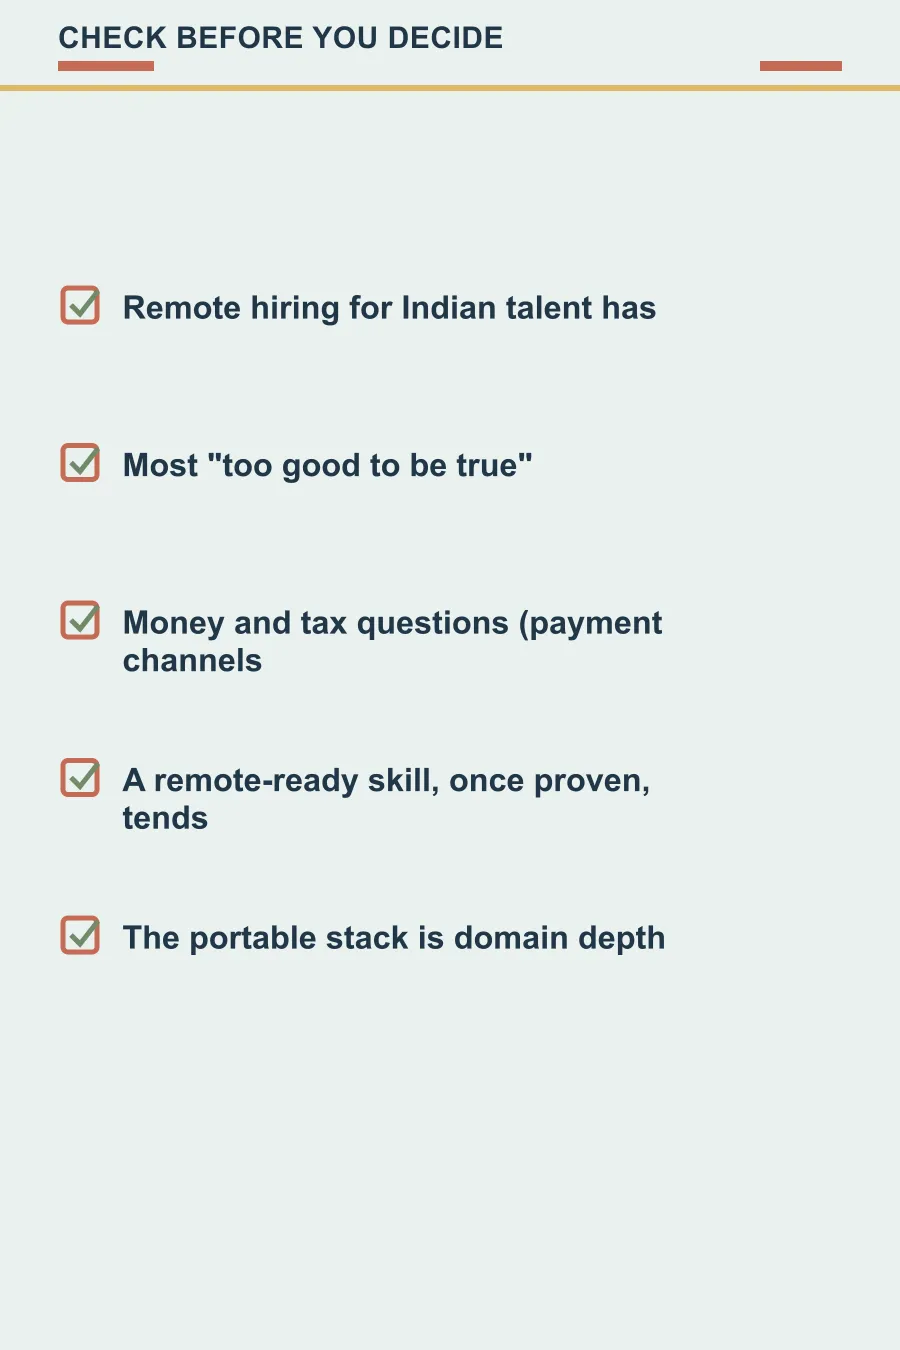 CHECK BEFORE YOU DECIDE
Remote hiring for Indian talent has
Most "too good to be true"
Money and tax questions (payment
channels
A remote-ready skill, once proven,
tends
The portable stack is domain depth